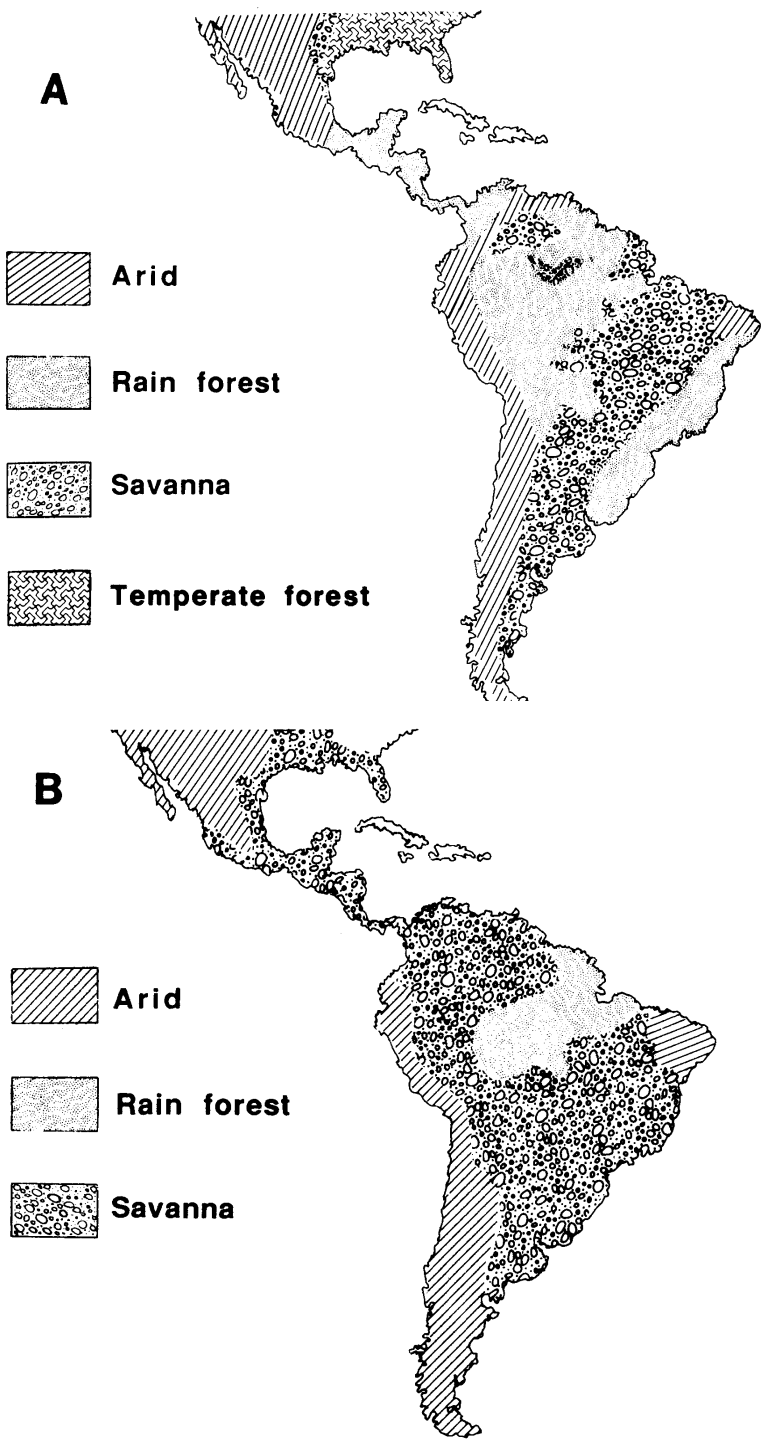 A
Arid
Rain forest
Savanna
Temperate forest
B
Arid
Rain forest
Savanna